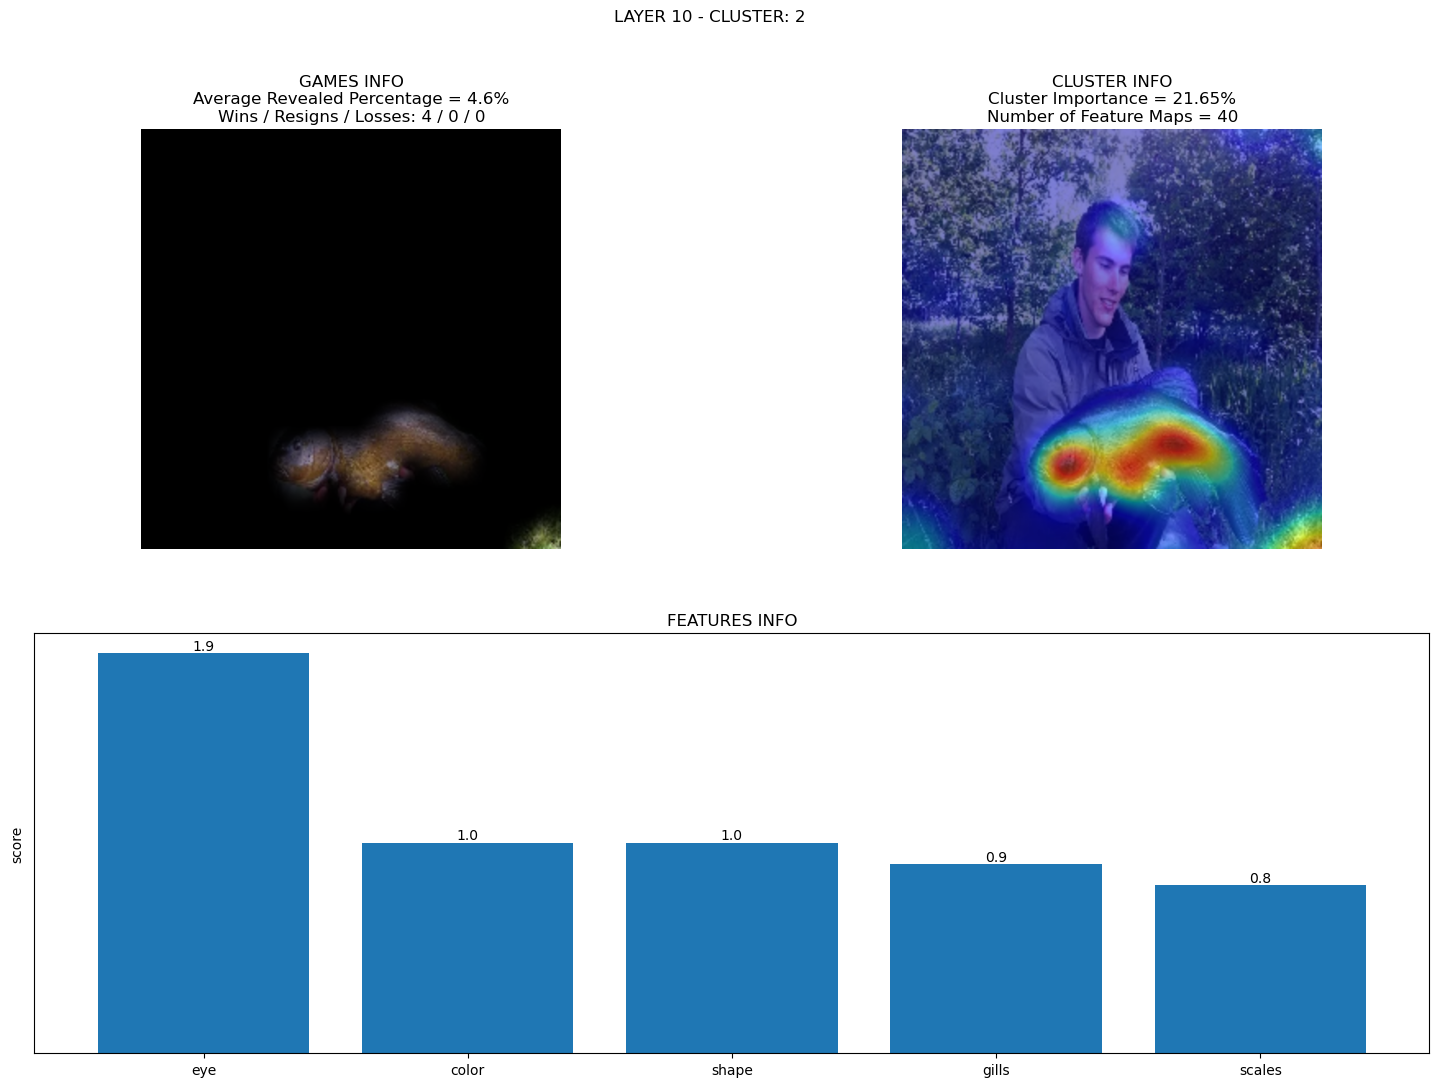 LAYER 10 - CLUSTER: 2
GAMES INFO
Average Revealed Percentage = 4.6%
Wins / Resigns / Losses: 4 / 0 / 0
CLUSTER INFO
Cluster Importance = 21.65%
Number of Feature Maps = 40
FEATURES INFO
score
1.9
1.0
1.0
0.9
0.8
eye
color
shape
gills
scales